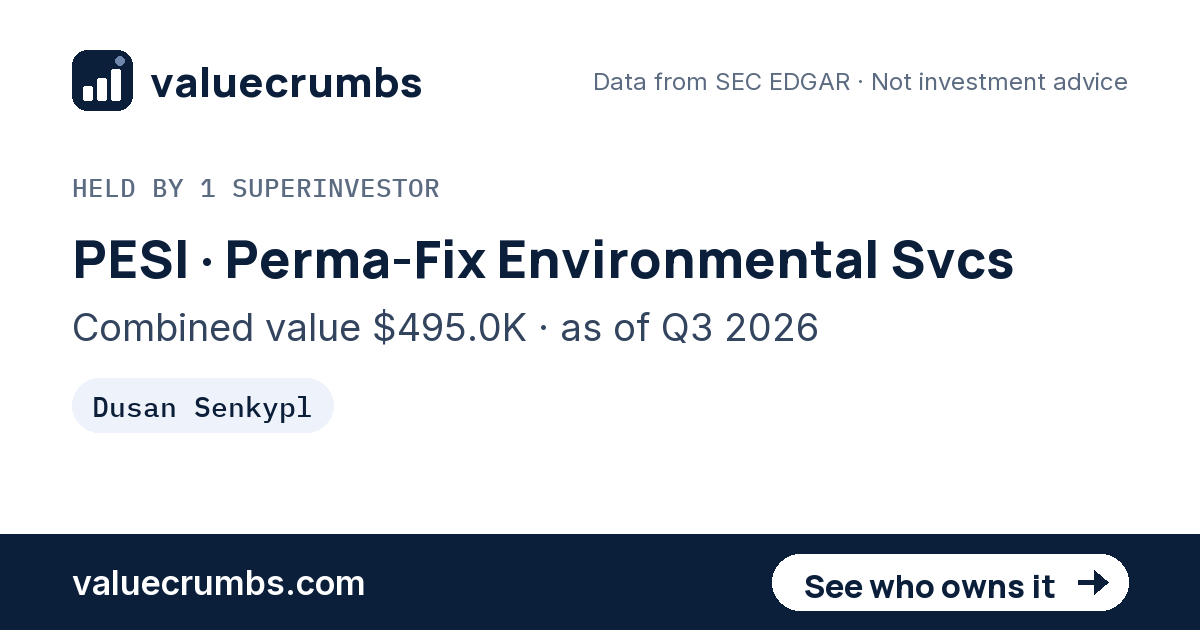 valuecrumbs
Data from SEC EDGAR · Not investment advice
HELD BY 1 SUPERINVESTOR
PESI · Perma-Fix Environmental Svcs
Combined value $495.0K · as of Q3 2026
Dusan Senkypl
valuecrumbs.com
See who owns it →